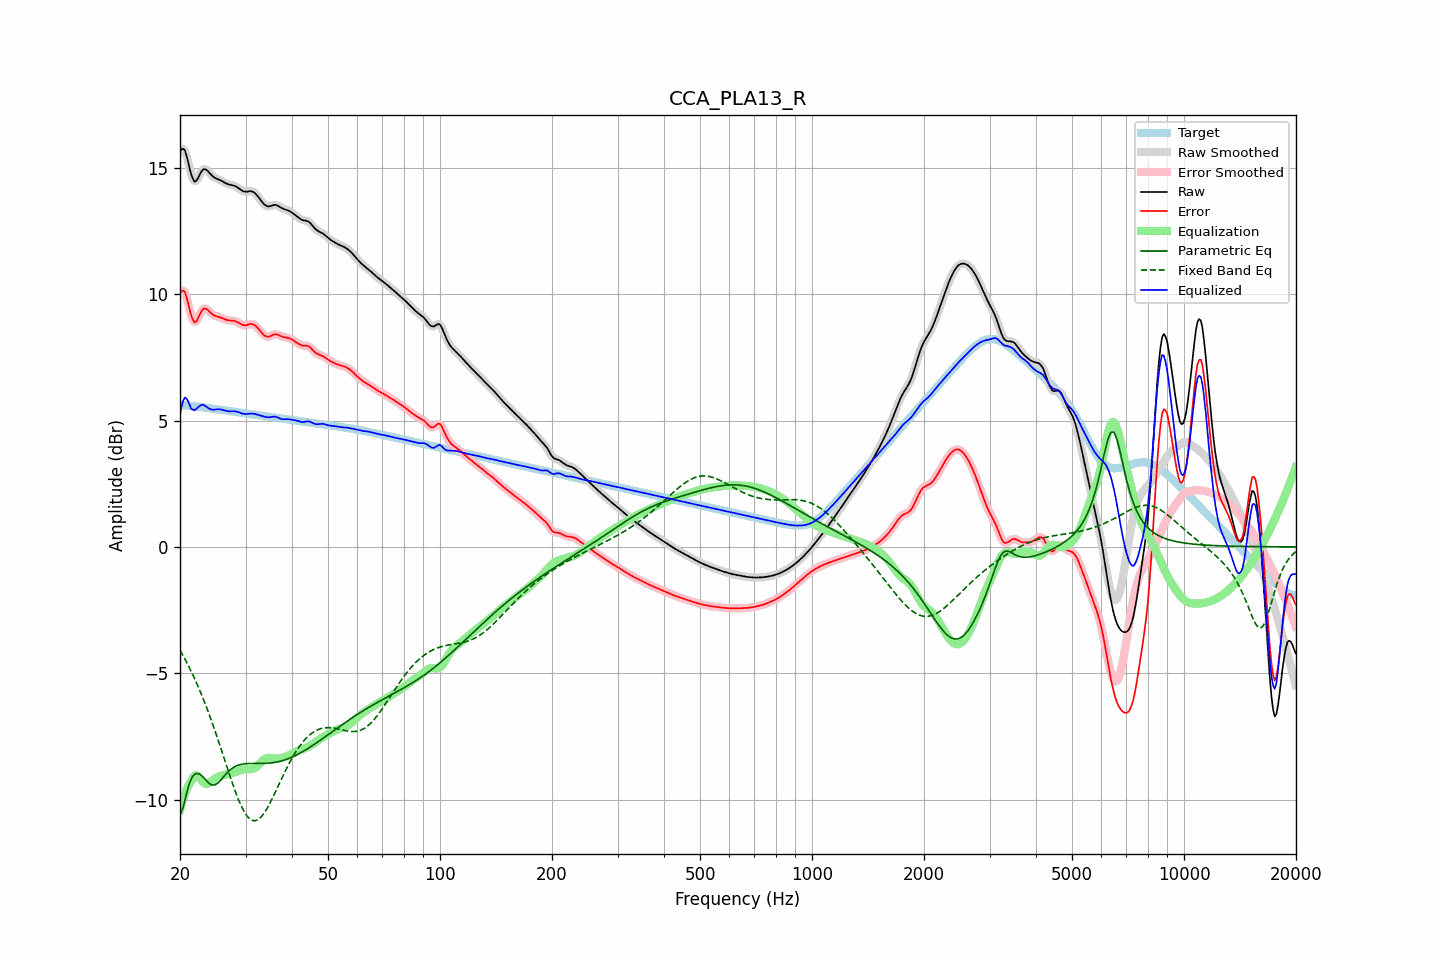 CCA_PLA13_R
Target
Raw Smoothed
Error Smoothed
Raw
Error
Equalization
Parametric Eq
Fixed Band Eq
Equalized
Amplitude (dBr)
15
10
5
0
−5
−10
20
50
100
200
500
1000
2000
5000
10000
20000
Frequency (Hz)